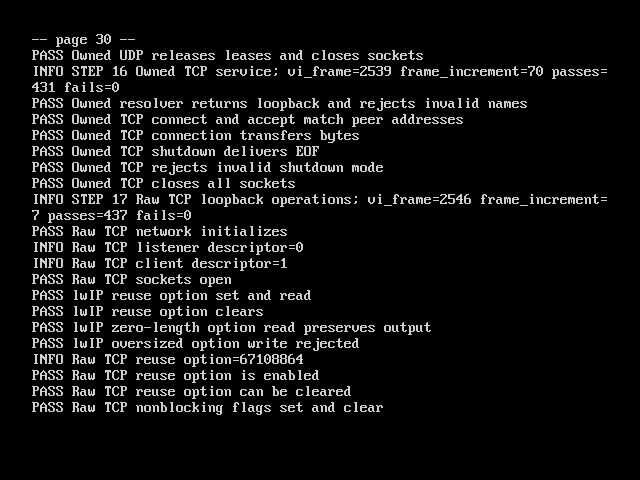 -- page 30 --
PASS Owned UDP releases leases and closes sockets
INFO STEP 16 Owned TCP service; vi_frame=2539 frame_increment=70 passes=
431 fails=0
PASS Owned resolver returns loopback and rejects invalid names
PASS Owned TCP connect and accept match peer addresses
PASS Owned TCP connection transfers bytes
PASS Owned TCP shutdown delivers EOF
PASS Owned TCP rejects invalid shutdown mode
PASS Owned TCP closes all sockets
INFO STEP 17 Raw TCP loopback operations; vi_frame=2546 frame_increment=
7 passes=437 fails=0
PASS Raw TCP network initializes
INFO Raw TCP listener descriptor=0
INFO Raw TCP client descriptor=1
PASS Raw TCP sockets open
PASS lwIP reuse option set and read
PASS lwIP reuse option clears
PASS lwIP zero-length option read preserves output
PASS lwIP oversized option write rejected
INFO Raw TCP reuse option=67108864
PASS Raw TCP reuse option is enabled
PASS Raw TCP reuse option can be cleared
PASS Raw TCP nonblocking flags set and clear